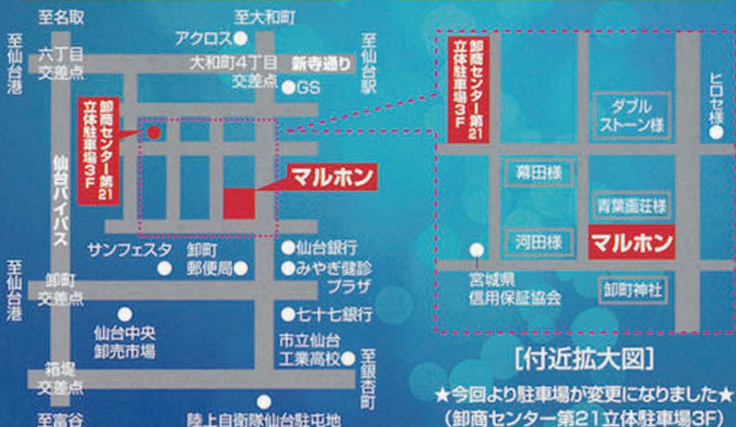 至名取
至大和町
アクロス
至仙台港
六丁目
交差点
大和町4丁目
交差点
新寺通り
至仙台駅
GS
卸商センター第21
立体駐車場3F
マルホン
仙台バイパス
サンフェスタ
卸町
郵便局
仙台銀行
みやぎ健診
プラザ
至仙台港
卸町
交差点
七十七銀行
仙台中央
卸売市場
市立仙台
工業高校
箱堤
交差点
至銀杏町
至富谷
陸上自衛隊仙台駐屯地
卸商センター第21
立体駐車場3F
ダブル
ストーン様
ヒロセ様
幕田様
青葉画荘様
河田様
マルホン
宮城県
信用保証協会
卸町神社
[付近拡大図]
★今回より駐車場が変更になりました★
(卸商センター第21立体駐車場3F)